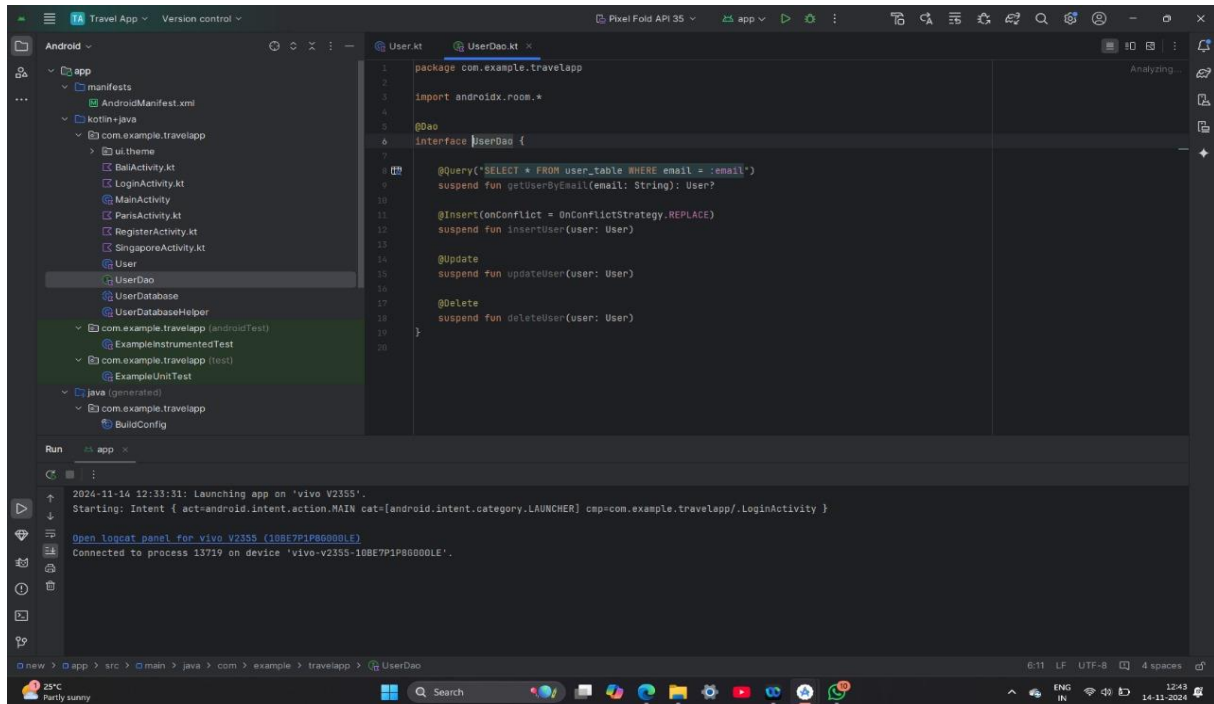 TA Travel App Version control Pixel Fold API 35 app
Android
User.kt UserDao.kt
Analyzing...
app
manifests
AndroidManifest.xml
kotlin+java
com.example.travelapp
ui.theme
BaliActivity.kt
LoginActivity.kt
MainActivity
ParisActivity.kt
RegisterActivity.kt
SingaporeActivity.kt
User
UserDao
UserDatabase
UserDatabaseHelper
com.example.travelapp (androidTest)
ExampleInstrumentedTest
com.example.travelapp (test)
ExampleUnitTest
java (generated)
com.example.travelapp
BuildConfig
1 package com.example.travelapp
2
3 import androidx.room.*
4
5 @Dao
6 interface UserDao {
7
8 @Query("SELECT * FROM user_table WHERE email = :email")
9 suspend fun getUserByEmail(email: String): User?
10
11 @Insert(onConflict = OnConflictStrategy.REPLACE)
12 suspend fun insertUser(user: User)
13
14 @Update
15 suspend fun updateUser(user: User)
16
17 @Delete
18 suspend fun deleteUser(user: User)
19 }
20
Run app
2024-11-14 12:33:31: Launching app on 'vivo V2355'.
Starting: Intent { act=android.intent.action.MAIN cat=[android.intent.category.LAUNCHER] cmp=com.example.travelapp/.LoginActivity }
Open logcat panel for vivo V2355 (10BE7P1P8G000LE)
Connected to process 13719 on device 'vivo-v2355-10BE7P1P8G000LE'.
new > app > src > main > java > com > example > travelapp > UserDao 6:11 LF UTF-8 4 spaces
1 25°C
Partly sunny
Search
10
ENG
IN
12:43
14-11-2024